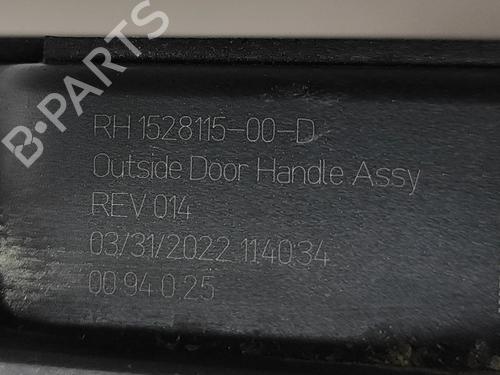 B-PARTS
RH 1528115-00-D
Outside Door Handle Assy
REV 014
03/31/2022 11:40:34
00 94 0.25